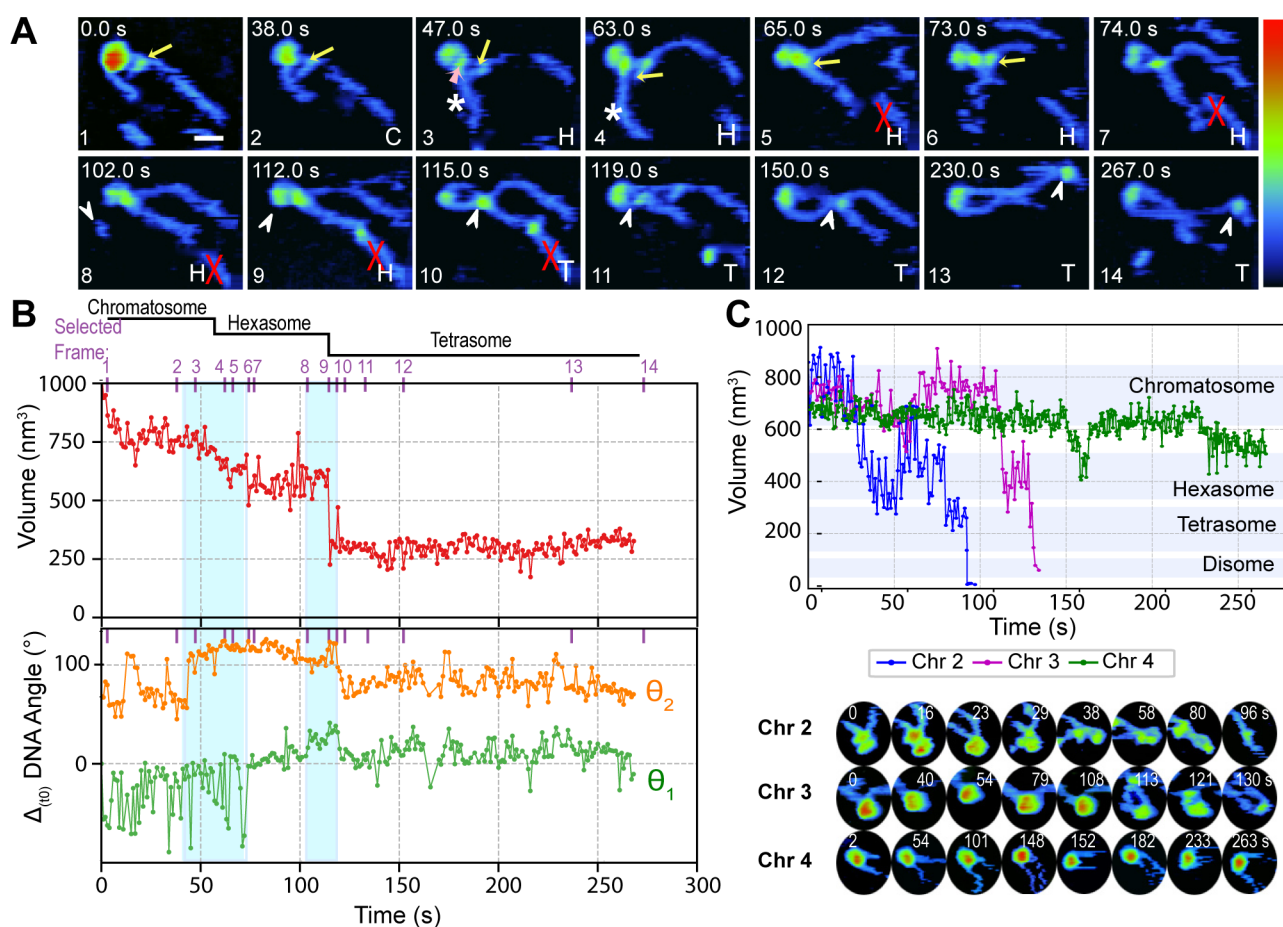 A
0.0 s
38.0 s
47.0 s
63.0 s
65.0 s
73.0 s
74.0 s
*
*
X
X
1
2
C
3
H
4
H
5
H
6
H
7
H
102.0 s
112.0 s
115.0 s
119.0 s
150.0 s
230.0 s
267.0 s
X
X
X
8
H
9
H
10
T
11
T
12
T
13
T
14
T
B
Chromatosome
Hexasome
Tetrasome
Selected
Frame:
1
2
3
4
5
6
7
8
9
10
11
12
13
14
1000
750
500
250
0
Volume (nm³)
100
0
Δ(t0) DNA Angle (°)
θ₂
θ₁
0
50
100
150
200
250
300
Time (s)
C
1000
800
600
400
200
0
Volume (nm³)
Chromatosome
Hexasome
Tetrasome
Disome
0
50
100
150
200
250
Time (s)
Chr 2
Chr 3
Chr 4
Chr 2
0
16
23
29
38
58
80
96 s
Chr 3
0
40
54
79
108
113
121
130 s
Chr 4
2
54
101
148
152
182
233
263 s